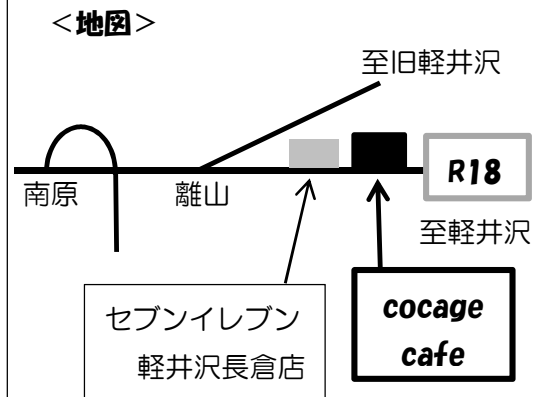 ＜地図＞
至旧軽井沢
R18
南原
離山
至軽井沢
セブンイレブン
軽井沢長倉店
cocage
cafe